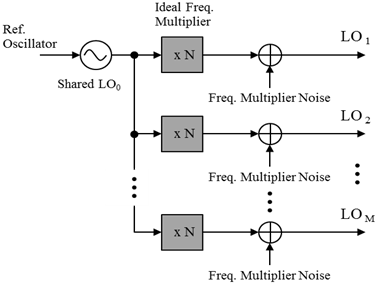 Ideal Freq.
Multiplier
Ref.
Oscillator
x N
LO 1
Shared LO0
Freq. Multiplier Noise
x N
LO 2
Freq. Multiplier Noise
x N
LO M
Freq. Multiplier Noise